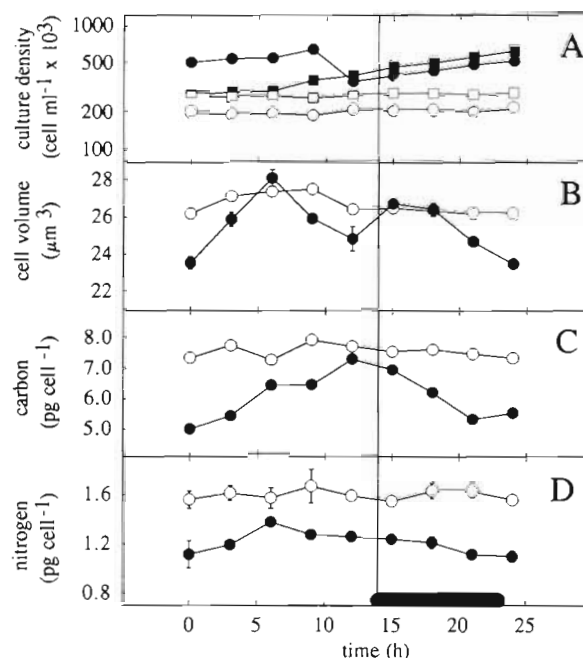 A
culture density
(cell ml⁻¹ x 10³)
1000
500
200
100
B
cell volume
(μm³)
28
26
24
22
C
carbon
(pg cell⁻¹)
8.0
7.0
6.0
5.0
D
nitrogen
(pg cell⁻¹)
1.6
1.2
0.8
0 5 10 15 20 25
time (h)